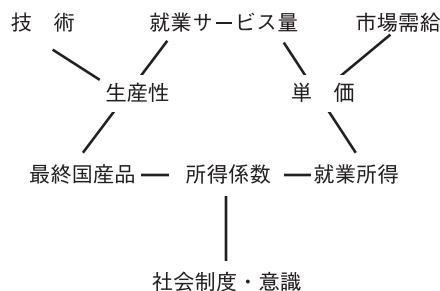 技　術　就業サービス量　市場需給
生産性　単　価
最終国産品　所得係数　就業所得
社会制度・意識